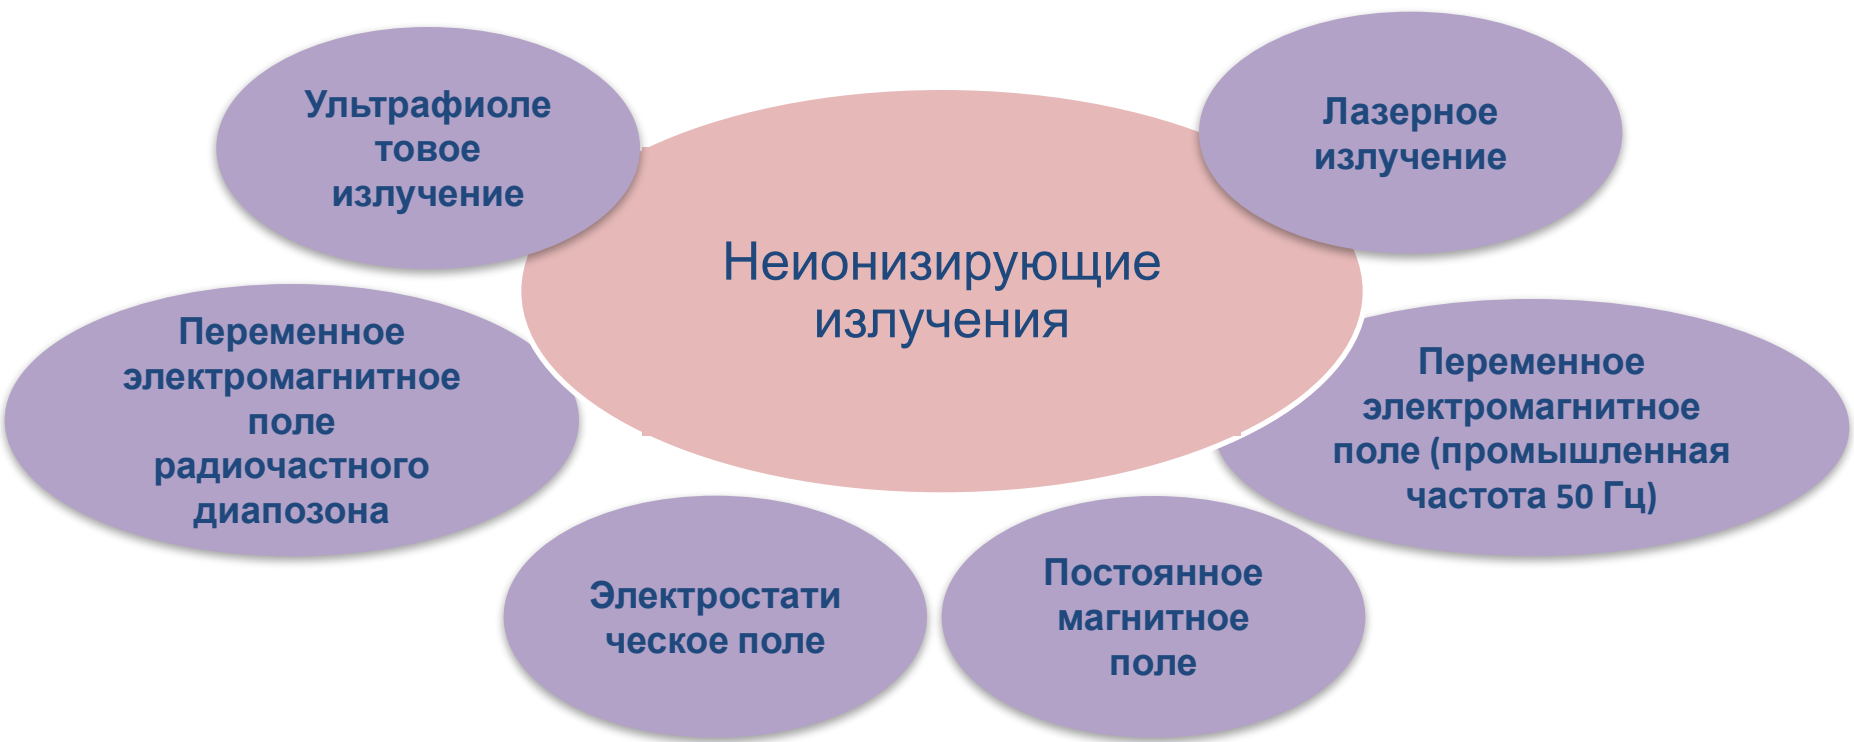 Ультрафиоле
товое
излучение
Лазерное
излучение
Неионизирующие
излучения
Переменное
электромагнитное
поле
радиочастного
диапозона
Переменное
электромагнитное
поле (промышленная
частота 50 Гц)
Электростати
ческое поле
Постоянное
магнитное
поле